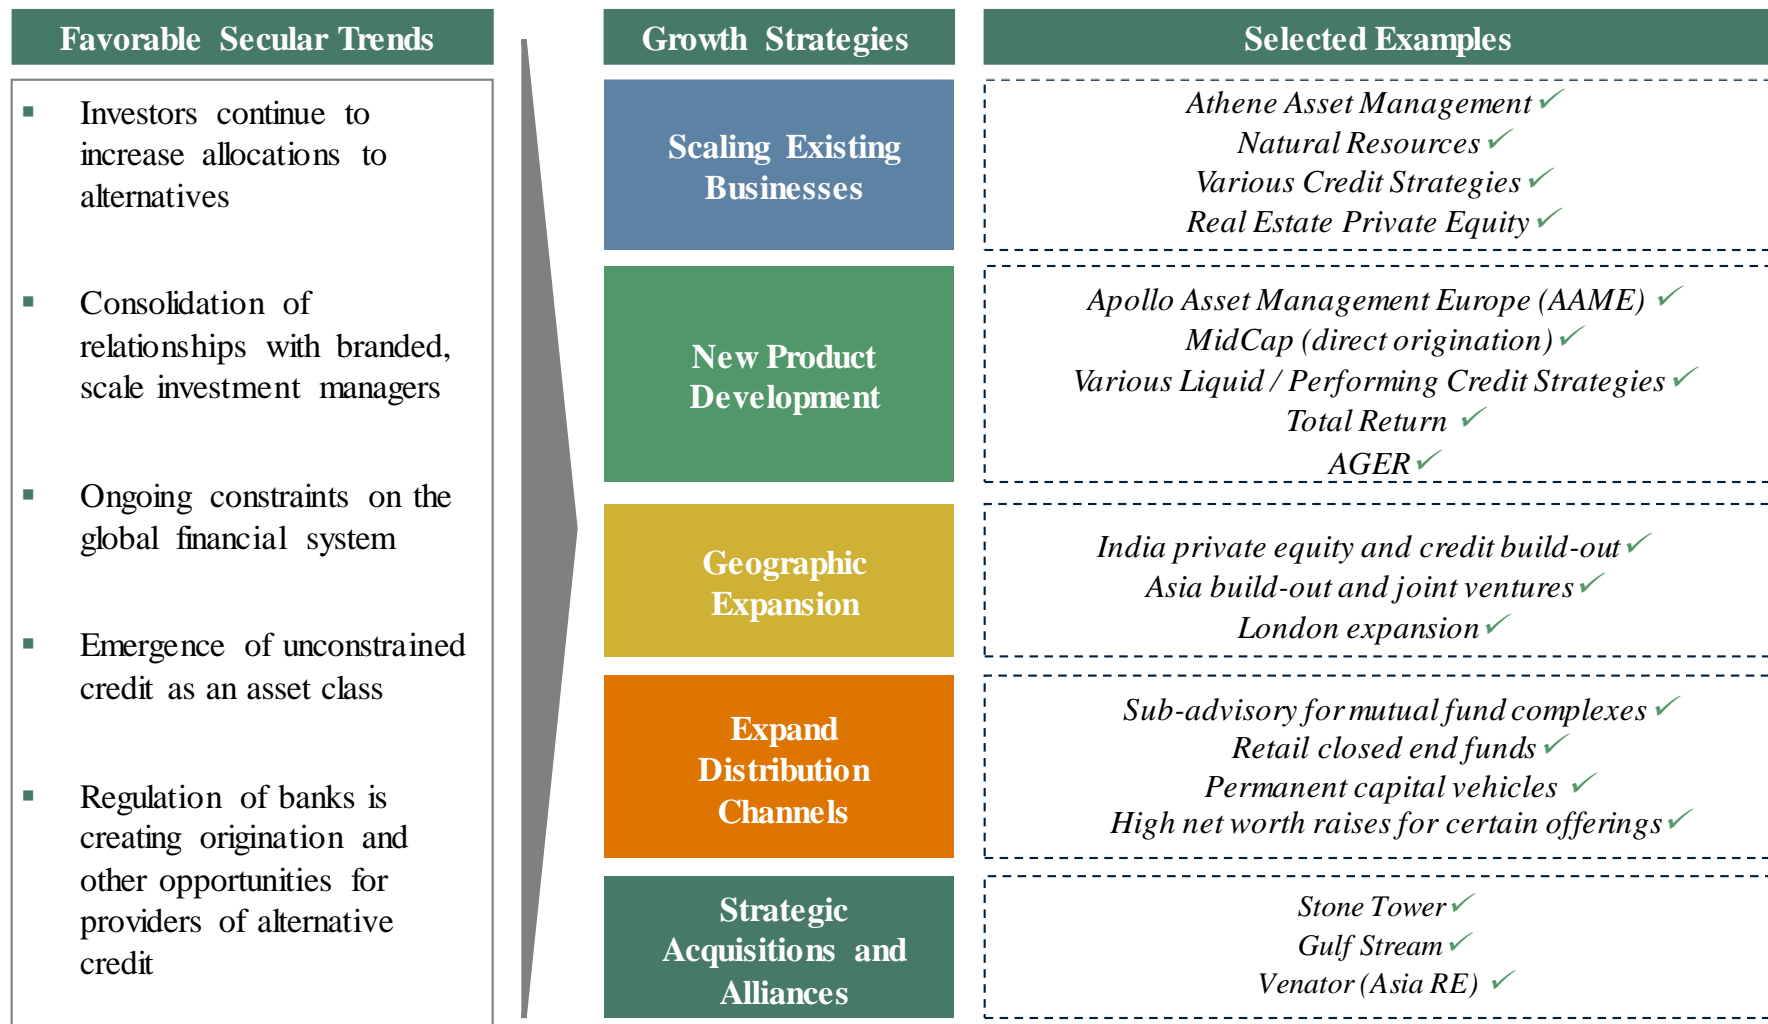 Favorable Secular Trends
Investors continue to
increase allocations to
alternatives
Consolidation of
relationships with branded,
scale investment managers
Ongoing constraints on the
global financial system
Emergence of unconstrained
credit as an asset class
Regulation of banks is
creating origination and
other opportunities for
providers of alternative
credit
Growth Strategies
Selected Examples
Scaling Existing
Businesses
Athene Asset Management ✓
Natural Resources ✓
Various Credit Strategies ✓
Real Estate Private Equity ✓
New Product
Development
Apollo Asset Management Europe (AAME) ✓
MidCap (direct origination) ✓
Various Liquid / Performing Credit Strategies ✓
Total Return ✓
AGER ✓
Geographic
Expansion
India private equity and credit build-out ✓
Asia build-out and joint ventures ✓
London expansion ✓
Expand
Distribution
Channels
Sub-advisory for mutual fund complexes ✓
Retail closed end funds ✓
Permanent capital vehicles ✓
High net worth raises for certain offerings ✓
Strategic
Acquisitions and
Alliances
Stone Tower ✓
Gulf Stream ✓
Venator (Asia RE) ✓